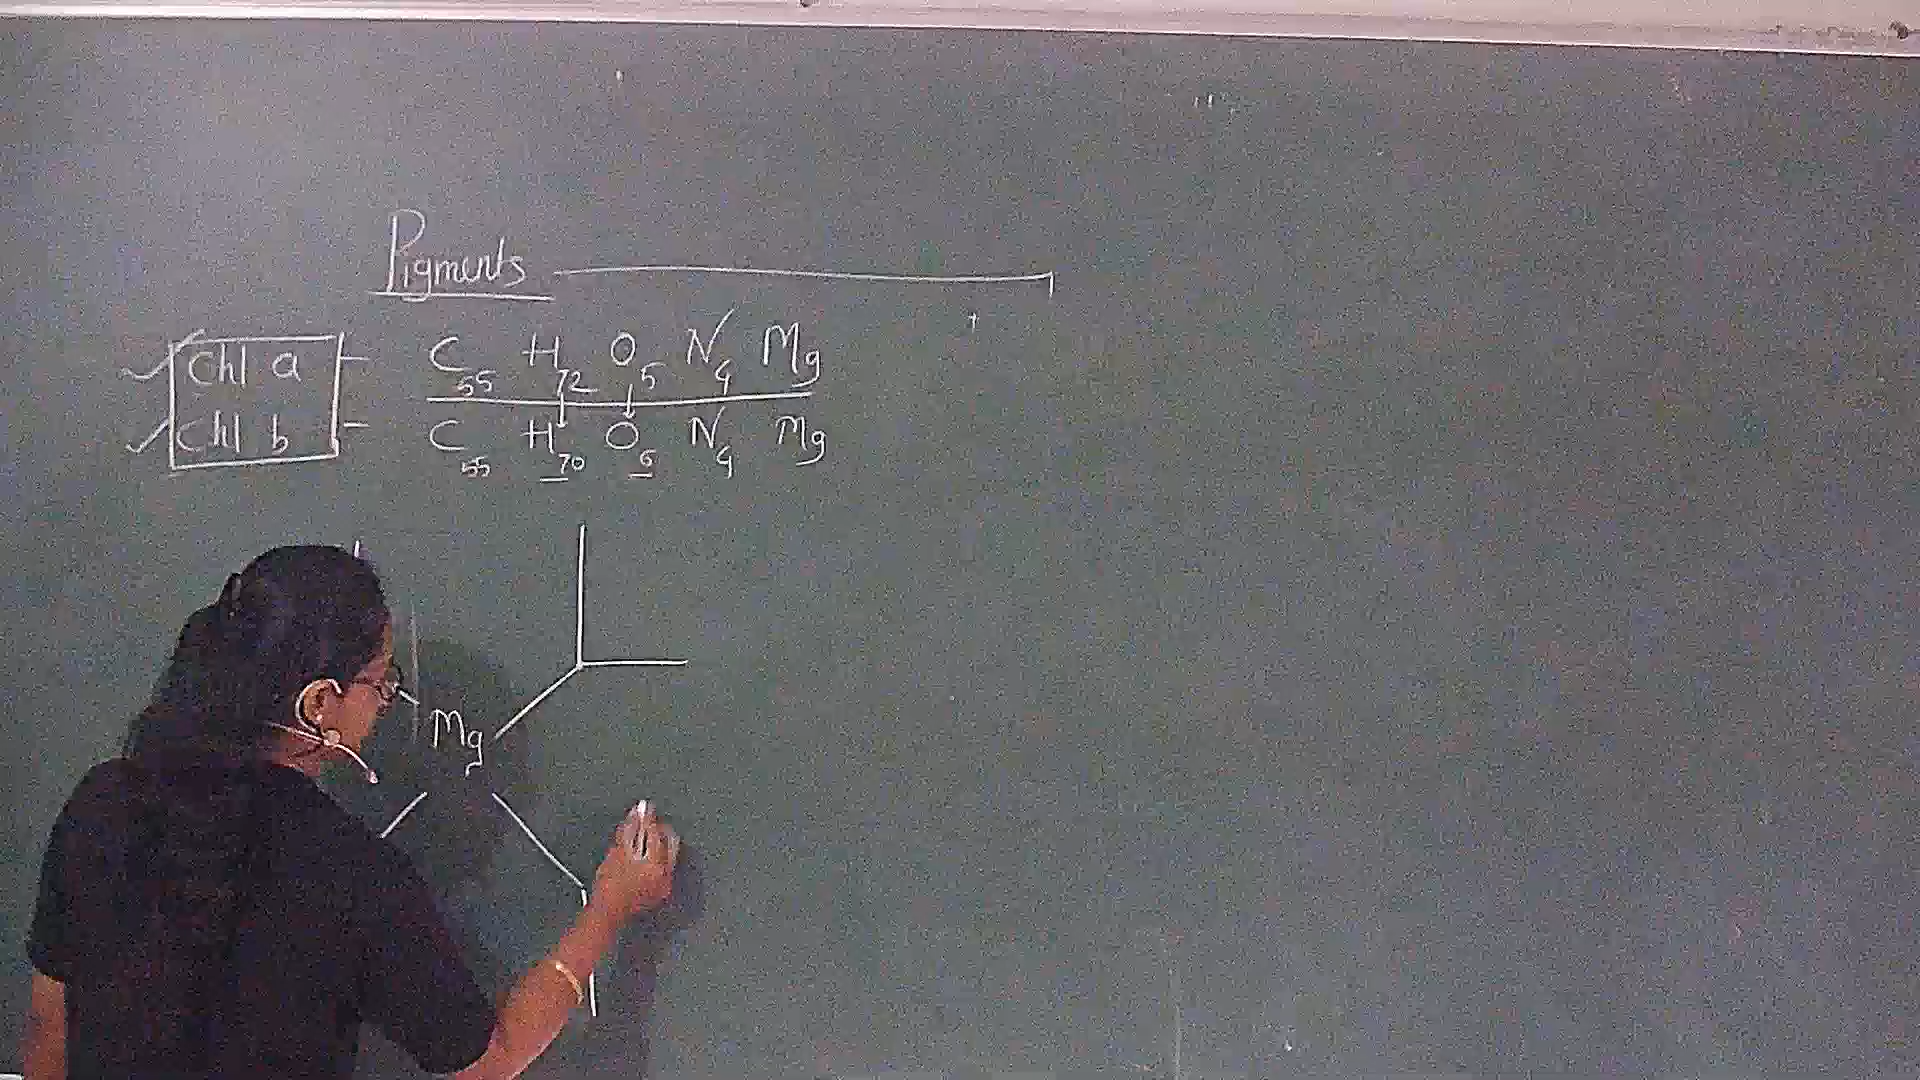 Pigments
Chl a - C55 H72 O5 N4 Mg
Chl b - C55 H70 O6 N4 Mg
Mg